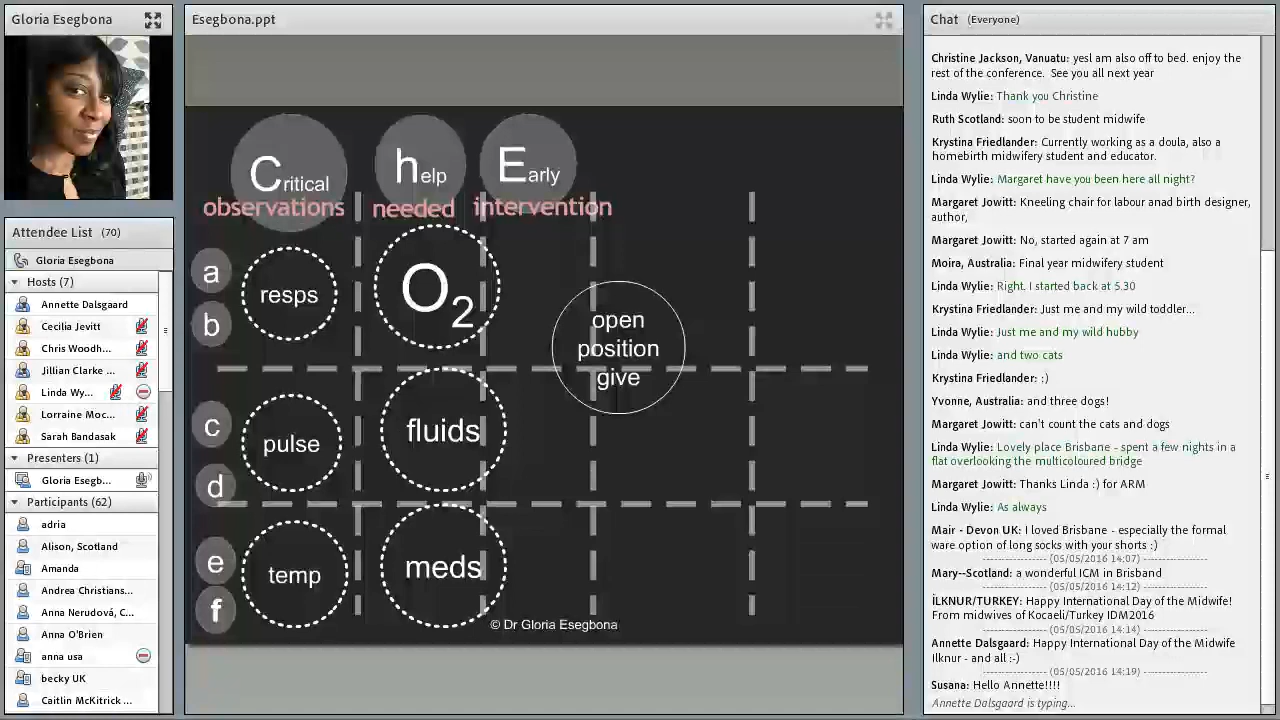 Gloria Esegbona
Attendee List (70)
Gloria Esegbona
Hosts (7)
Annette Dalsgaard
Cecilia Jevitt
Chris Woodh...
Jillian Clarke ...
Linda Wy...
Lorraine Moc...
Sarah Bandasak
Presenters (1)
Gloria Esegb...
Participants (62)
adria
Alison, Scotland
Amanda
Andrea Christians...
Anna Nerudová, C...
Anna O'Brien
anna usa
becky UK
Caitlin McKitrick ...
Esegbona.ppt
Critical help Early
observations needed intervention
a
b
resps
O2
open
position
give
c
d
pulse
fluids
e
f
temp
meds
© Dr Gloria Esegbona
Chat (Everyone)
Christine Jackson, Vanuatu: yesI am also off to bed. enjoy the
rest of the conference. See you all next year
Linda Wylie: Thank you Christine
Ruth Scotland: soon to be student midwife
Krystina Friedlander: Currently working as a doula, also a
homebirth midwifery student and educator.
Linda Wylie: Margaret have you been here all night?
Margaret Jowitt: Kneeling chair for labour anad birth designer,
author,
Margaret Jowitt: No, started again at 7 am
Moira, Australia: Final year midwifery student
Linda Wylie: Right. I started back at 5.30
Krystina Friedlander: Just me and my wild toddler...
Linda Wylie: Just me and my wild hubby
Linda Wylie: and two cats
Krystina Friedlander: :)
Yvonne, Australia: and three dogs!
Margaret Jowitt: can't count the cats and dogs
Linda Wylie: Lovely place Brisbane - spent a few nights in a
flat overlooking the multicoloured bridge
Margaret Jowitt: Thanks Linda :) for ARM
Linda Wylie: As always
Mair - Devon UK: I loved Brisbane - especially the formal
ware option of long socks with your shorts :)
(05/05/2016 14:07)
Mary--Scotland: a wonderful ICM in Brisband
(05/05/2016 14:12)
İLKNUR/TURKEY: Happy International Day of the Midwife!
From midwives of Kocaeli/Turkey IDM2016
(05/05/2016 14:14)
Annette Dalsgaard: Happy International Day of the Midwife
Ilknur - and all :-)
(05/05/2016 14:19)
Susana: Hello Annette!!!!
Annette Dalsgaard is typing...